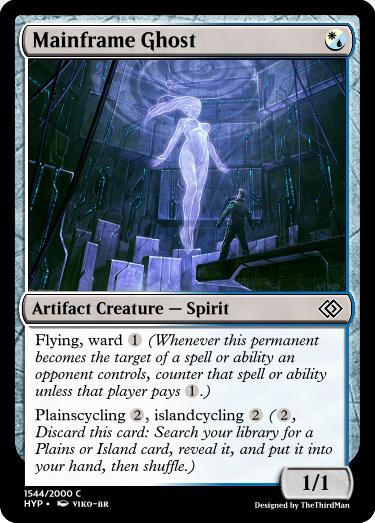 Mainframe Ghost
VIKO
Artifact Creature — Spirit
Flying, ward 1 (Whenever this permanent
becomes the target of a spell or ability an
opponent controls, counter that spell or ability
unless that player pays 1.)
Plainscycling 2, islandcycling 2 (2,
Discard this card: Search your library for a
Plains or Island card, reveal it, and put it into
your hand, then shuffle.)
1/1
1544/2000 C
HYP • VIKO-BR
Designed by TheThirdMan